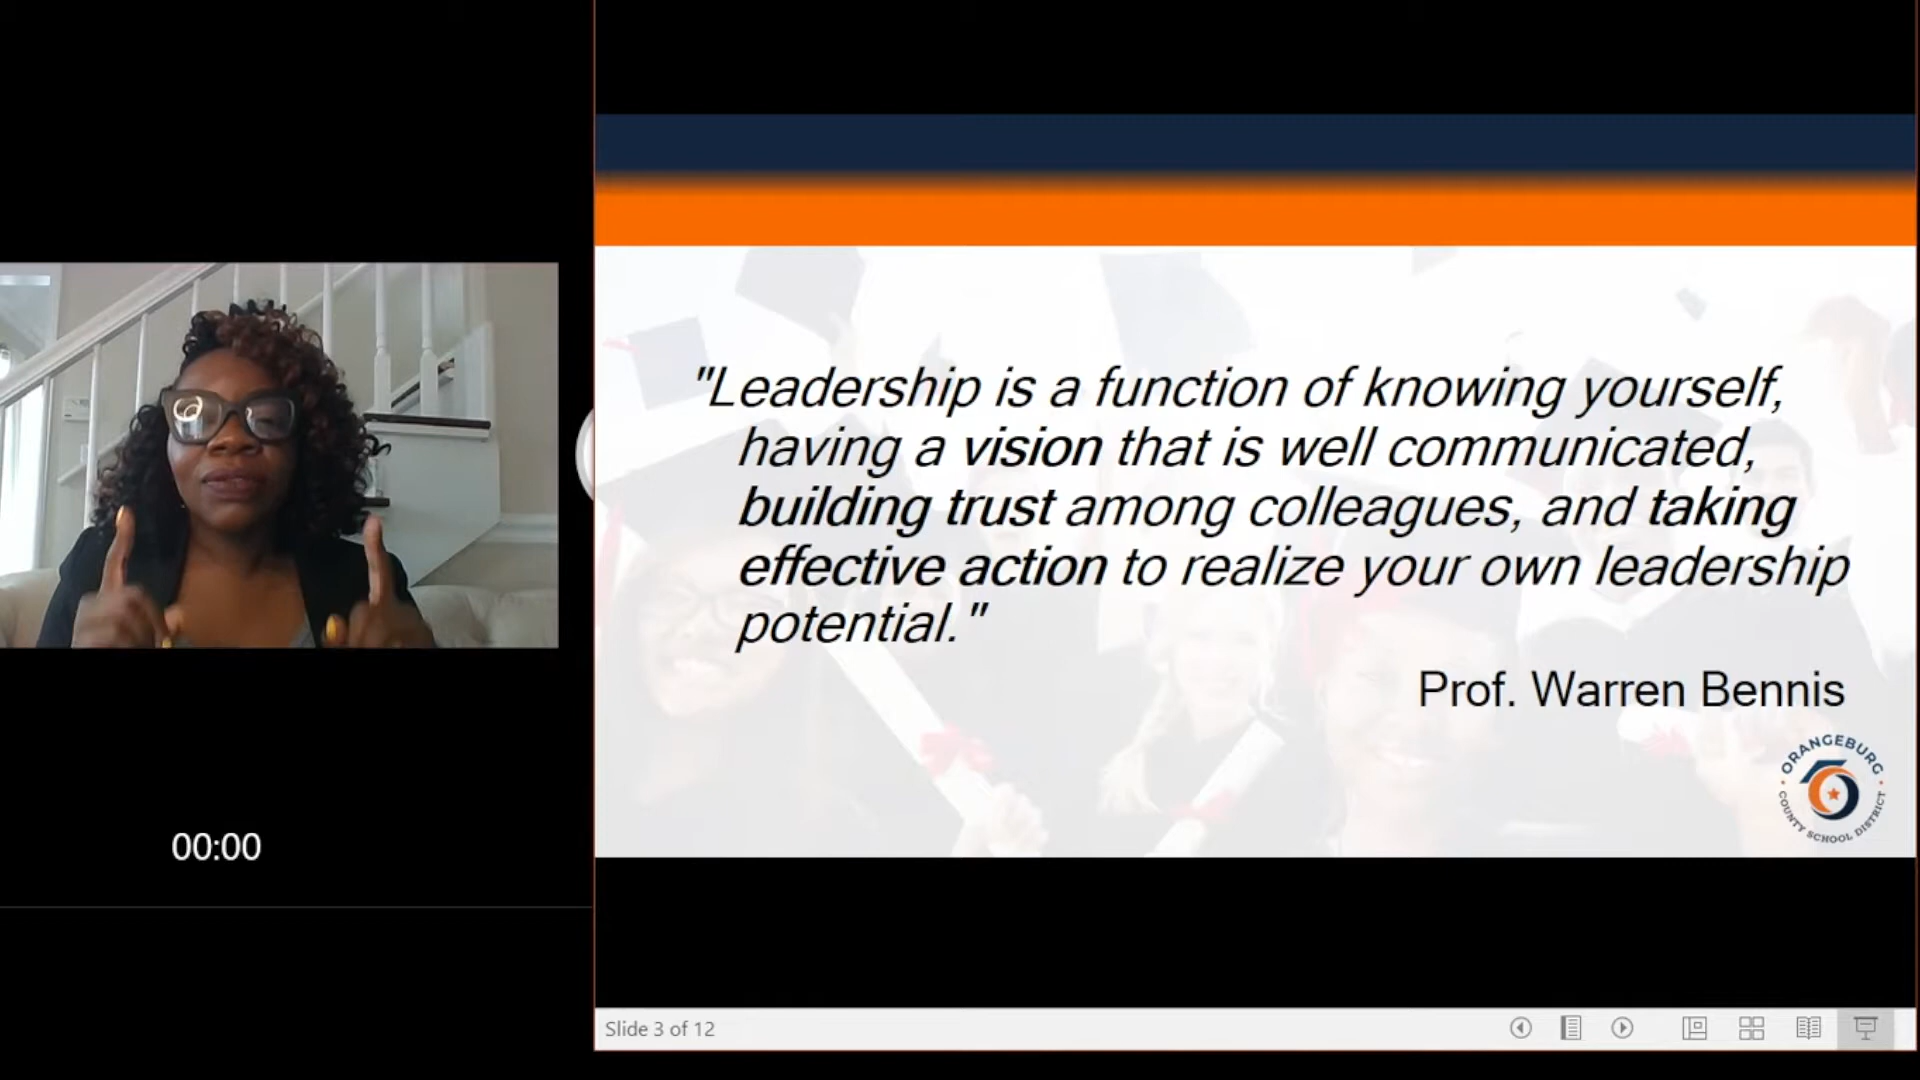 "Leadership is a function of knowing yourself,
having a vision that is well communicated,
building trust among colleagues, and taking
effective action to realize your own leadership
potential."
Prof. Warren Bennis
ORANGEBURG
COUNTY SCHOOL DISTRICT
00:00
Slide 3 of 12